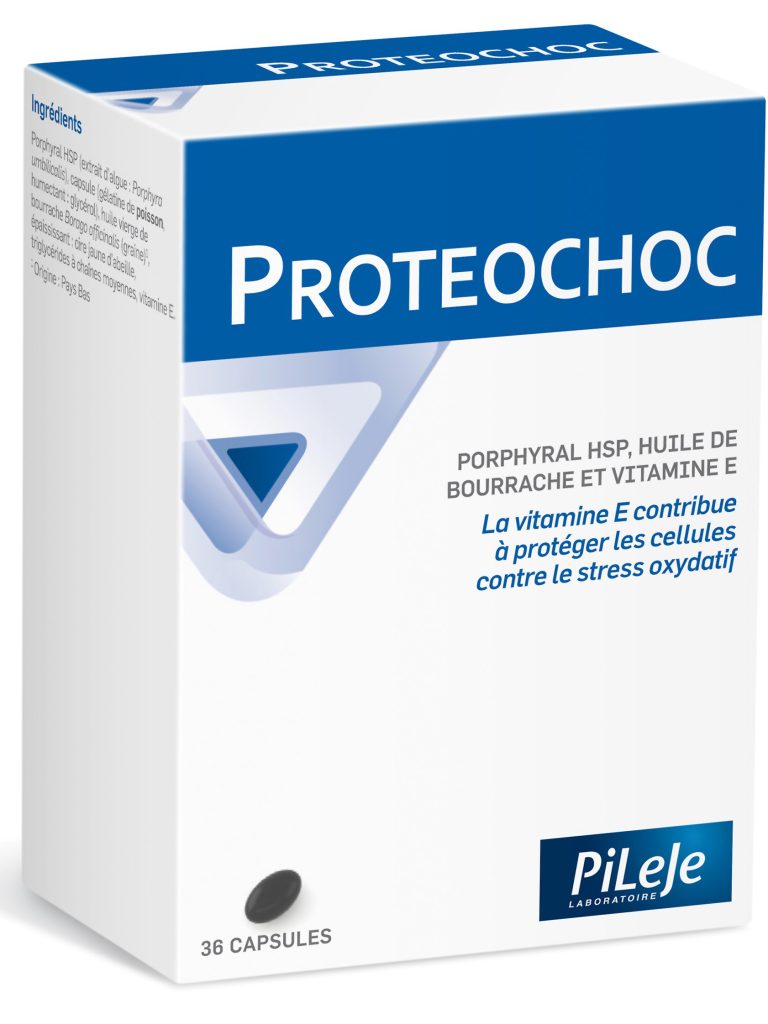 PROTEOCHOC
Ingrédients
Porphyral HSP (extrait d'algue : Porphyra
umbilicalis), capsule (gélatine de poisson,
humectant : glycérol), huile vierge de
bourrache Borago officinalis (graine)¹,
épaississant : cire jaune d'abeille,
triglycérides à chaînes moyennes, vitamine E.
¹ Origine : Pays Bas
PROTEOCHOC
PORPHYRAL HSP, HUILE DE
BOURRACHE ET VITAMINE E
La vitamine E contribue
à protéger les cellules
contre le stress oxydatif
36 CAPSULES
PiLeJe
LABORATOIRE